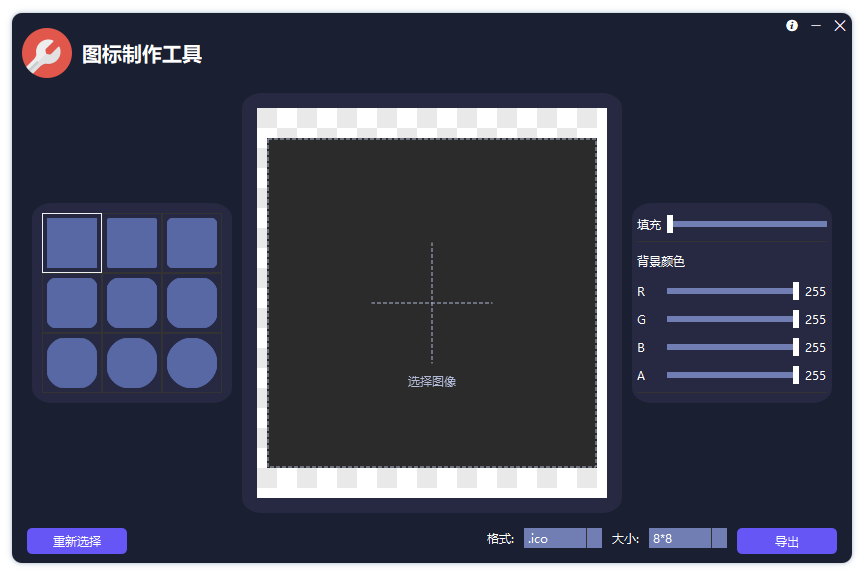 图标制作工具
填充
背景颜色
R 255
G 255
B 255
A 255
选择图像
重新选择
格式: .ico 大小: 8*8 导出